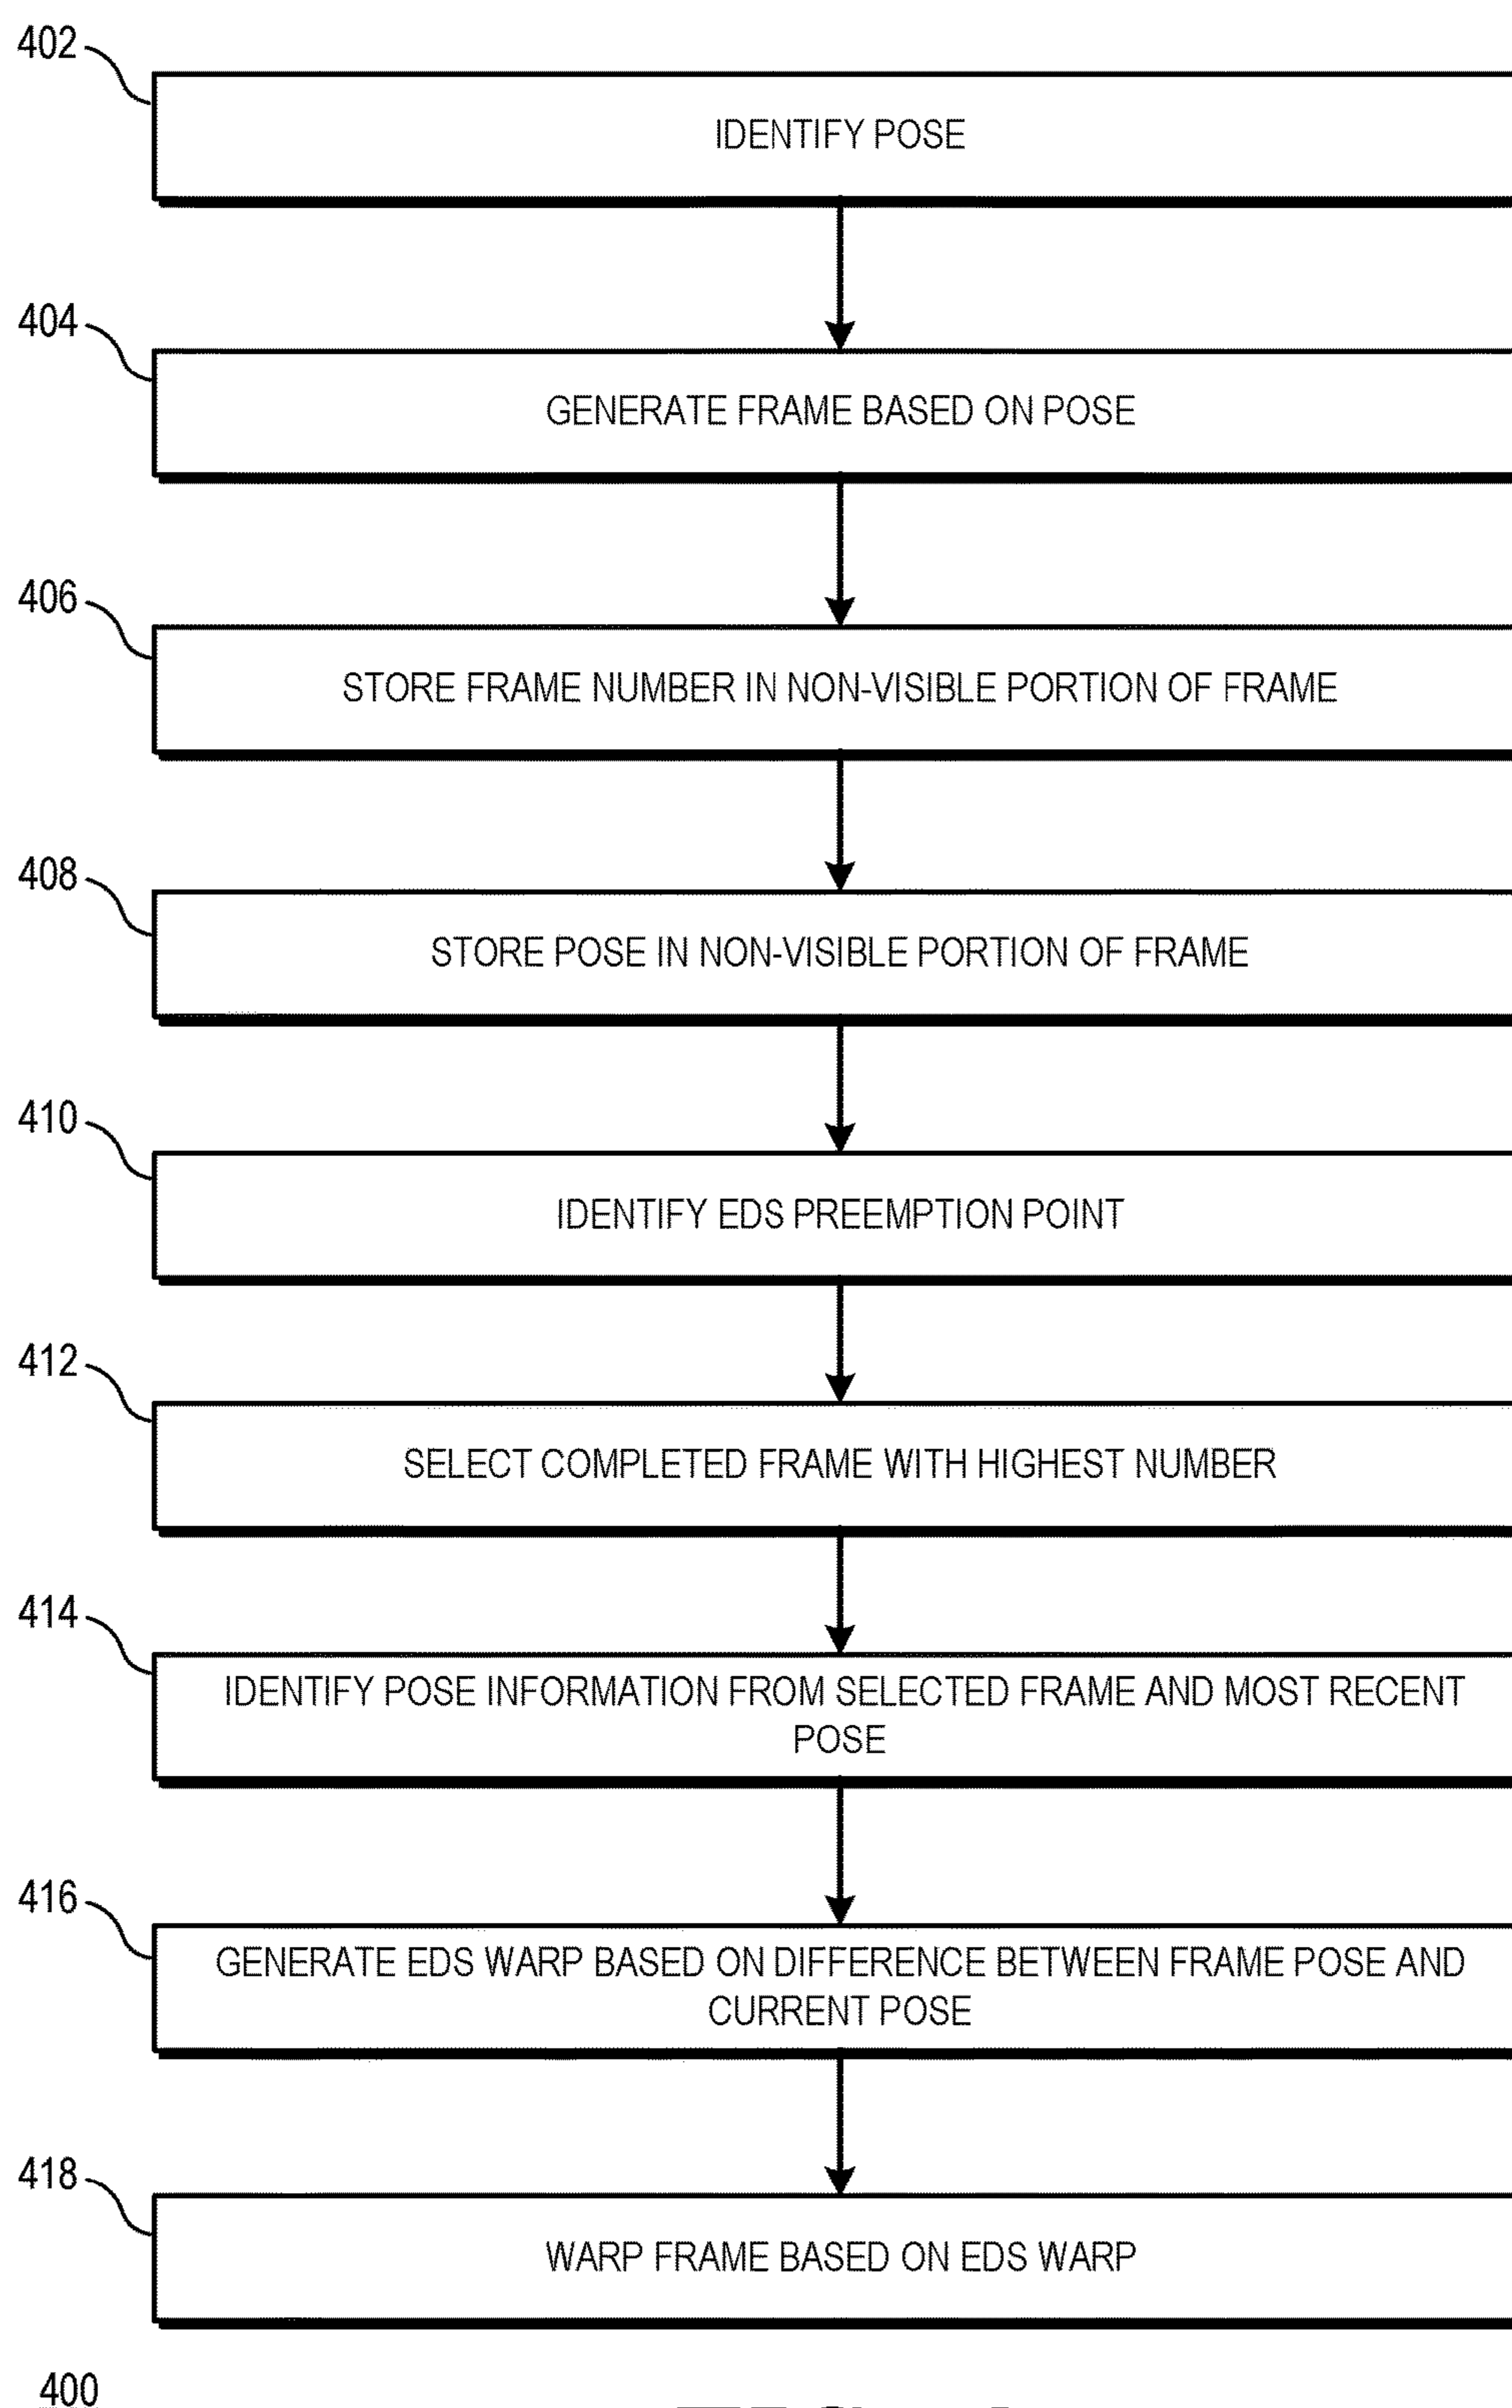 402
IDENTIFY POSE
404
GENERATE FRAME BASED ON POSE
406
STORE FRAME NUMBER IN NON-VISIBLE PORTION OF FRAME
408
STORE POSE IN NON-VISIBLE PORTION OF FRAME
410
IDENTIFY EDS PREEMPTION POINT
412
SELECT COMPLETED FRAME WITH HIGHEST NUMBER
414
IDENTIFY POSE INFORMATION FROM SELECTED FRAME AND MOST RECENT
POSE
416
GENERATE EDS WARP BASED ON DIFFERENCE BETWEEN FRAME POSE AND
CURRENT POSE
418
WARP FRAME BASED ON EDS WARP
400